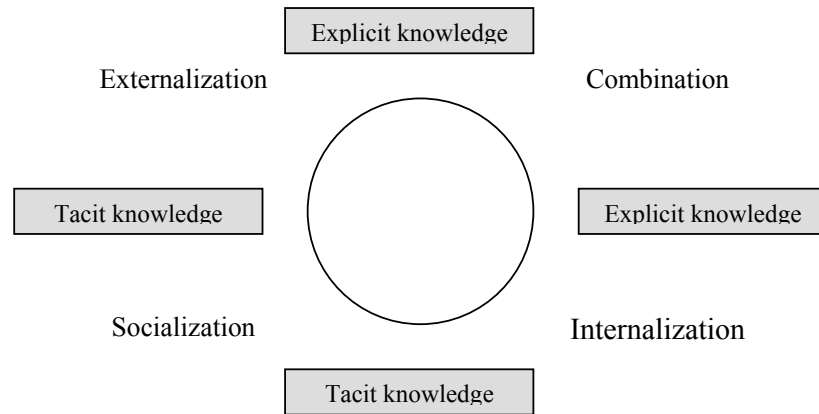 Explicit knowledge
Externalization
Combination
Tacit knowledge
Explicit knowledge
Socialization
Internalization
Tacit knowledge